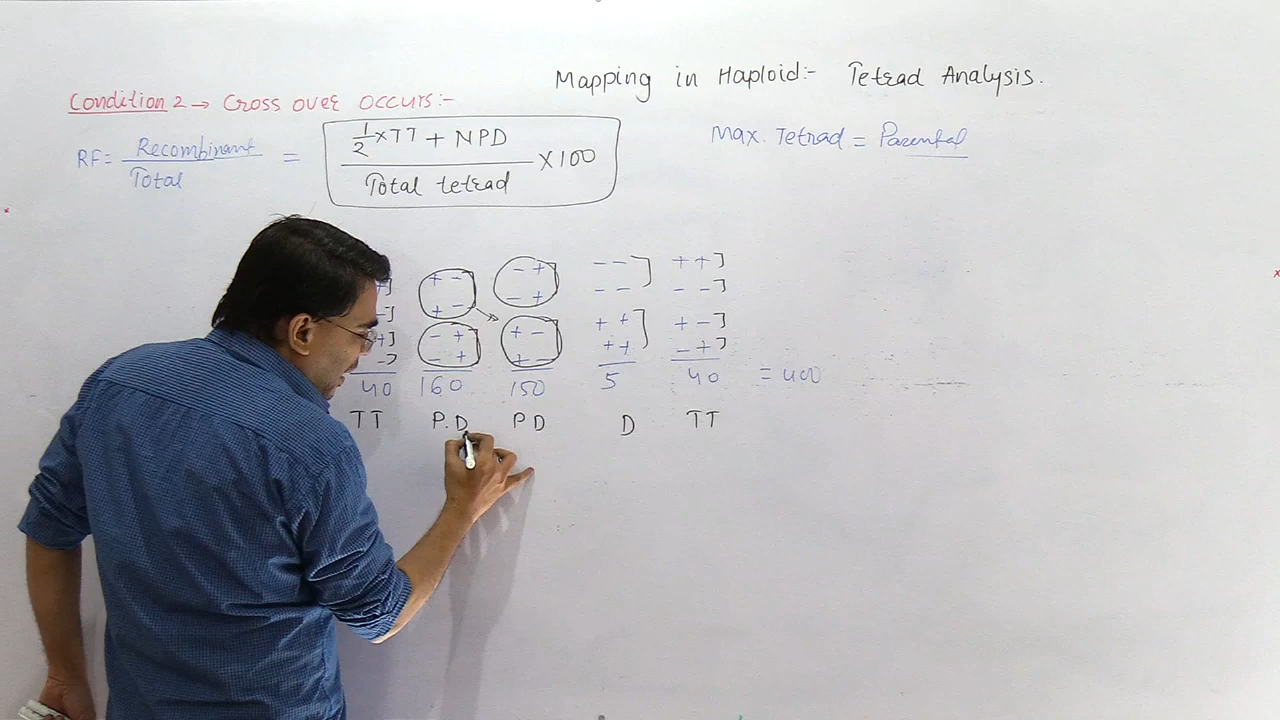 Mapping in Haploid:- Tetrad Analysis.
Condition 2 → Cross over occurs:-
RF = Recombinant / Total = 1/2 × TT + NPD / Total tetrad × 100
Max. Tetrad = Parental
+] + - - + - -] + +]
-] + - - + - - - -]
+] - + + - + +] + -]
-] - + + - + + - +]
40 160 150 5 40 = 400
TT P.D PD D TT